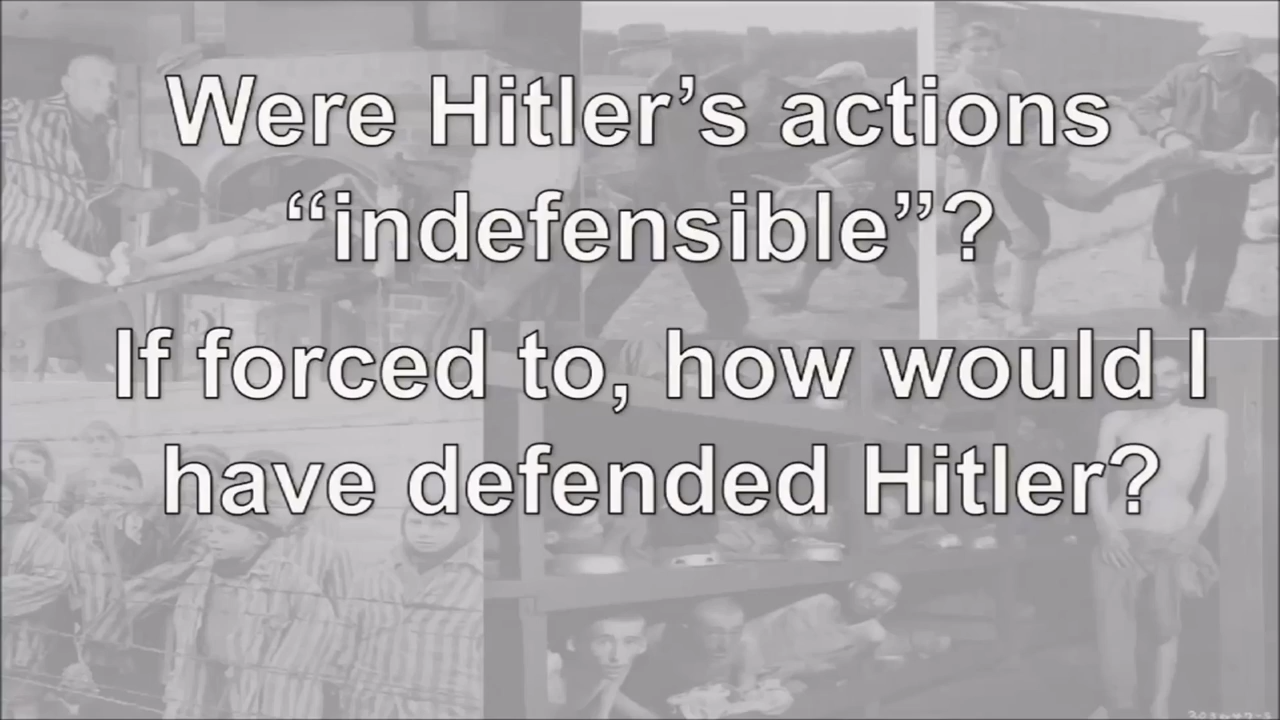 Were Hitler’s actions
“indefensible”?
If forced to, how would I
have defended Hitler?